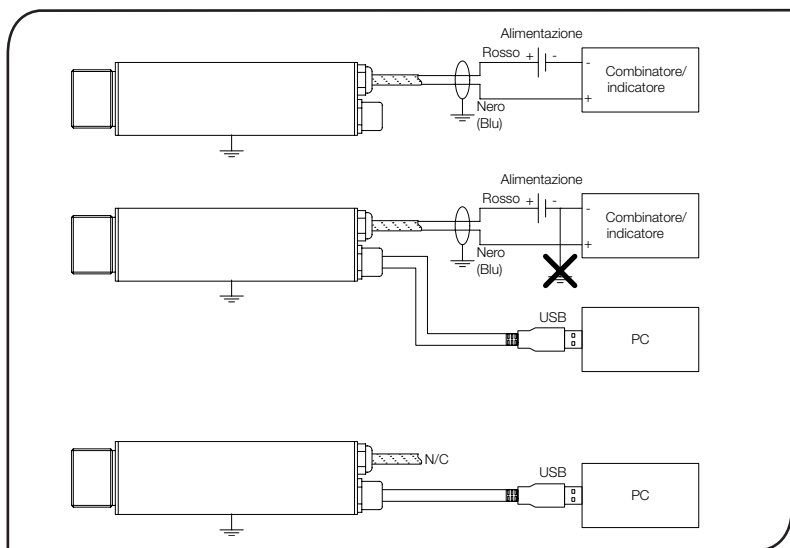 Alimentazione
Rosso + -
-
Combinatore/
indicatore
+
Nero
(Blu)
Alimentazione
Rosso + -
-
Combinatore/
indicatore
+
Nero
(Blu)
USB
PC
N/C
USB
PC